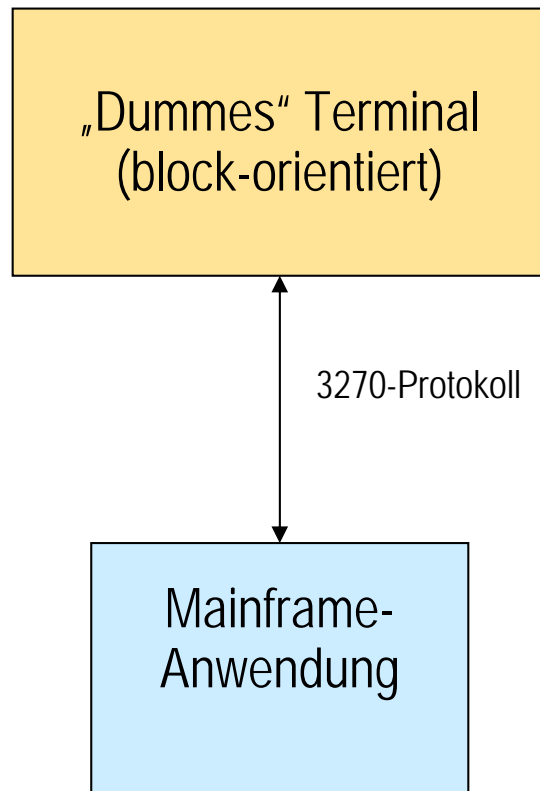 „Dummes“ Terminal
(block-orientiert)
3270-Protokoll
Mainframe-
Anwendung